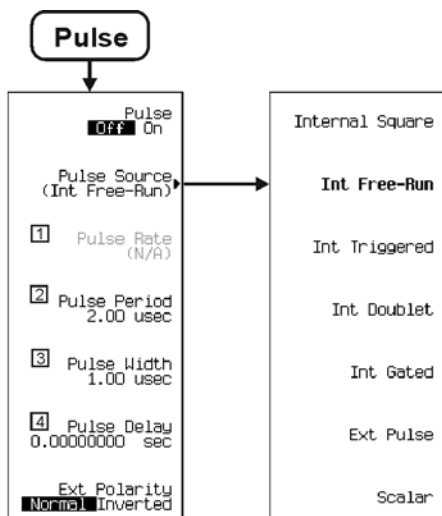 Pulse
Pulse
Off On
Pulse Source
(Int Free-Run)
1 Pulse Rate
(N/A)
2 Pulse Period
2.00 usec
3 Pulse Width
1.00 usec
4 Pulse Delay
0.00000000 sec
Ext Polarity
Normal Inverted
Internal Square
Int Free-Run
Int Triggered
Int Doublet
Int Gated
Ext Pulse
Scalar